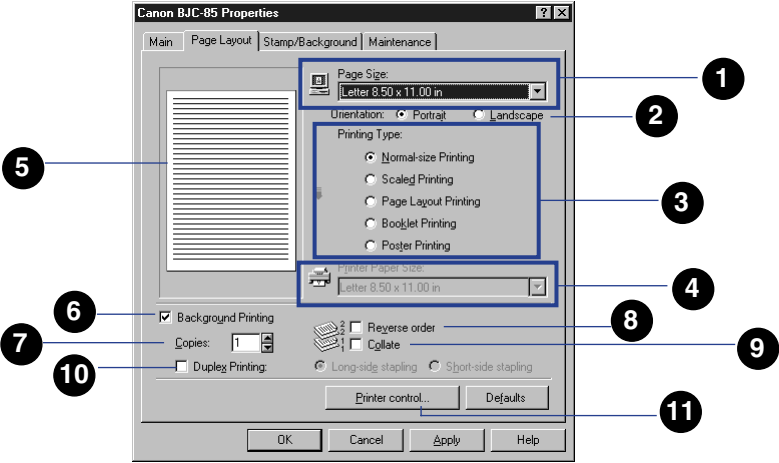 Canon BJC-85 Properties
? X
Main Page Layout Stamp/Background Maintenance
Page Size:
1
Letter 8.50 x 11.00 in
Orientation: Portrait Landscape
2
Printing Type:
Normal-size Printing
5
Scaled Printing
Page Layout Printing
3
Booklet Printing
Poster Printing
Printer Paper Size:
Letter 8.50 x 11.00 in
4
6
Background Printing
2 2 Reverse order
8
7
Copies: 1
1 1 Collate
9
10
Duplex Printing: Long-side stapling Short-side stapling
Printer control... Defaults
11
OK Cancel Apply Help